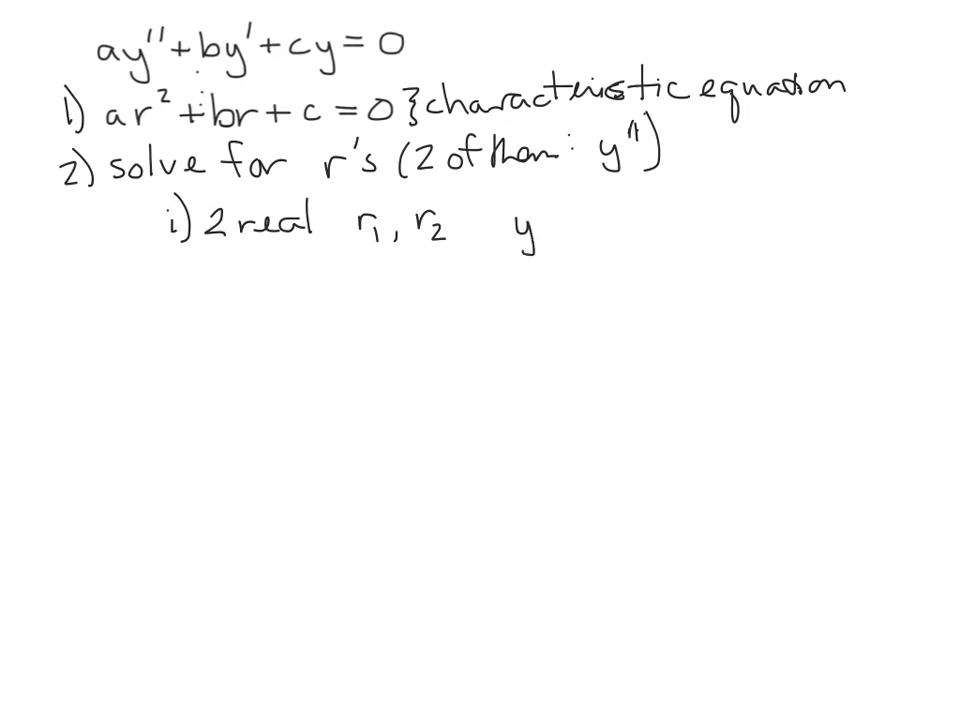 ay'' + by' + cy = 0
1) ar² + br + c = 0 } characteristic equation
2) solve for r's (2 of them: y'')
i) 2 real r₁, r₂ y